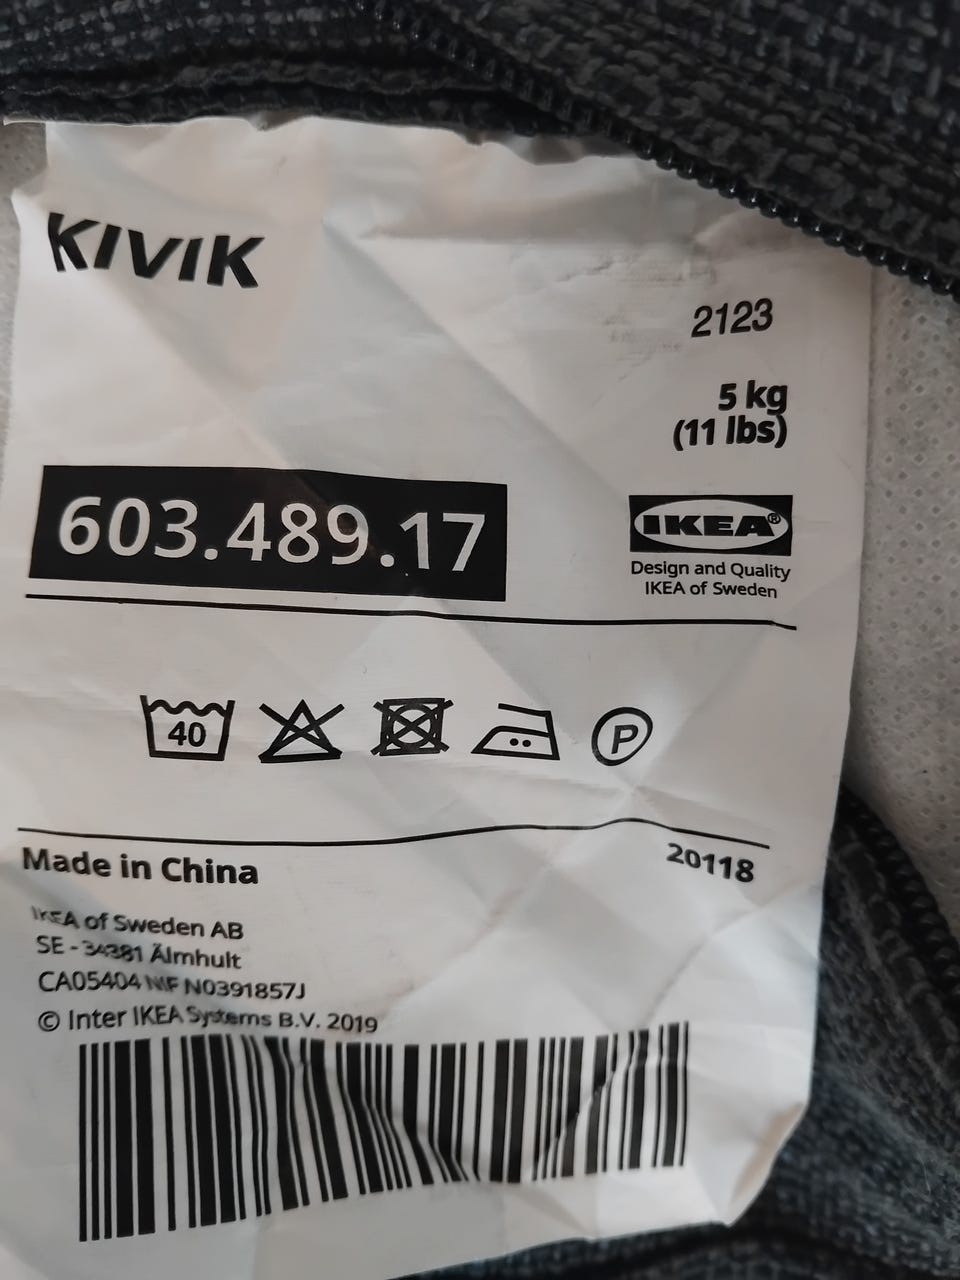 KIVIK
2123
5 kg
(11 lbs)
603.489.17
IKEA®
Design and Quality
IKEA of Sweden
40
P
Made in China
20118
IKEA of Sweden AB
SE - 34381 Älmhult
CA05404 NIF N0391857J
© Inter IKEA Systems B.V. 2019